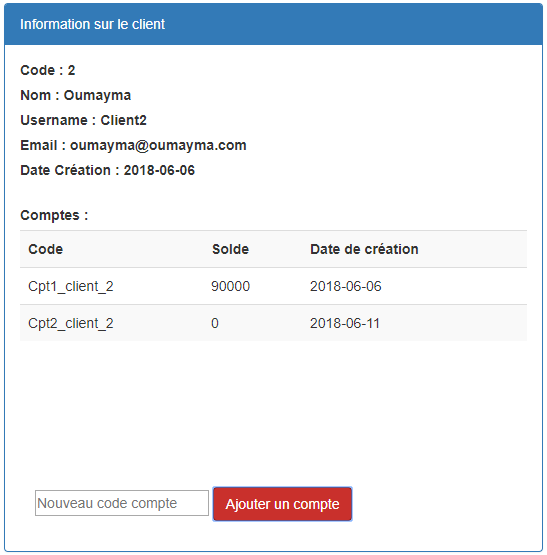 Information sur le client
Code : 2
Nom : Oumayma
Username : Client2
Email : oumayma@oumayma.com
Date Création : 2018-06-06
Comptes :
Code Solde Date de création
Cpt1_client_2 90000 2018-06-06
Cpt2_client_2 0 2018-06-11
Nouveau code compte Ajouter un compte